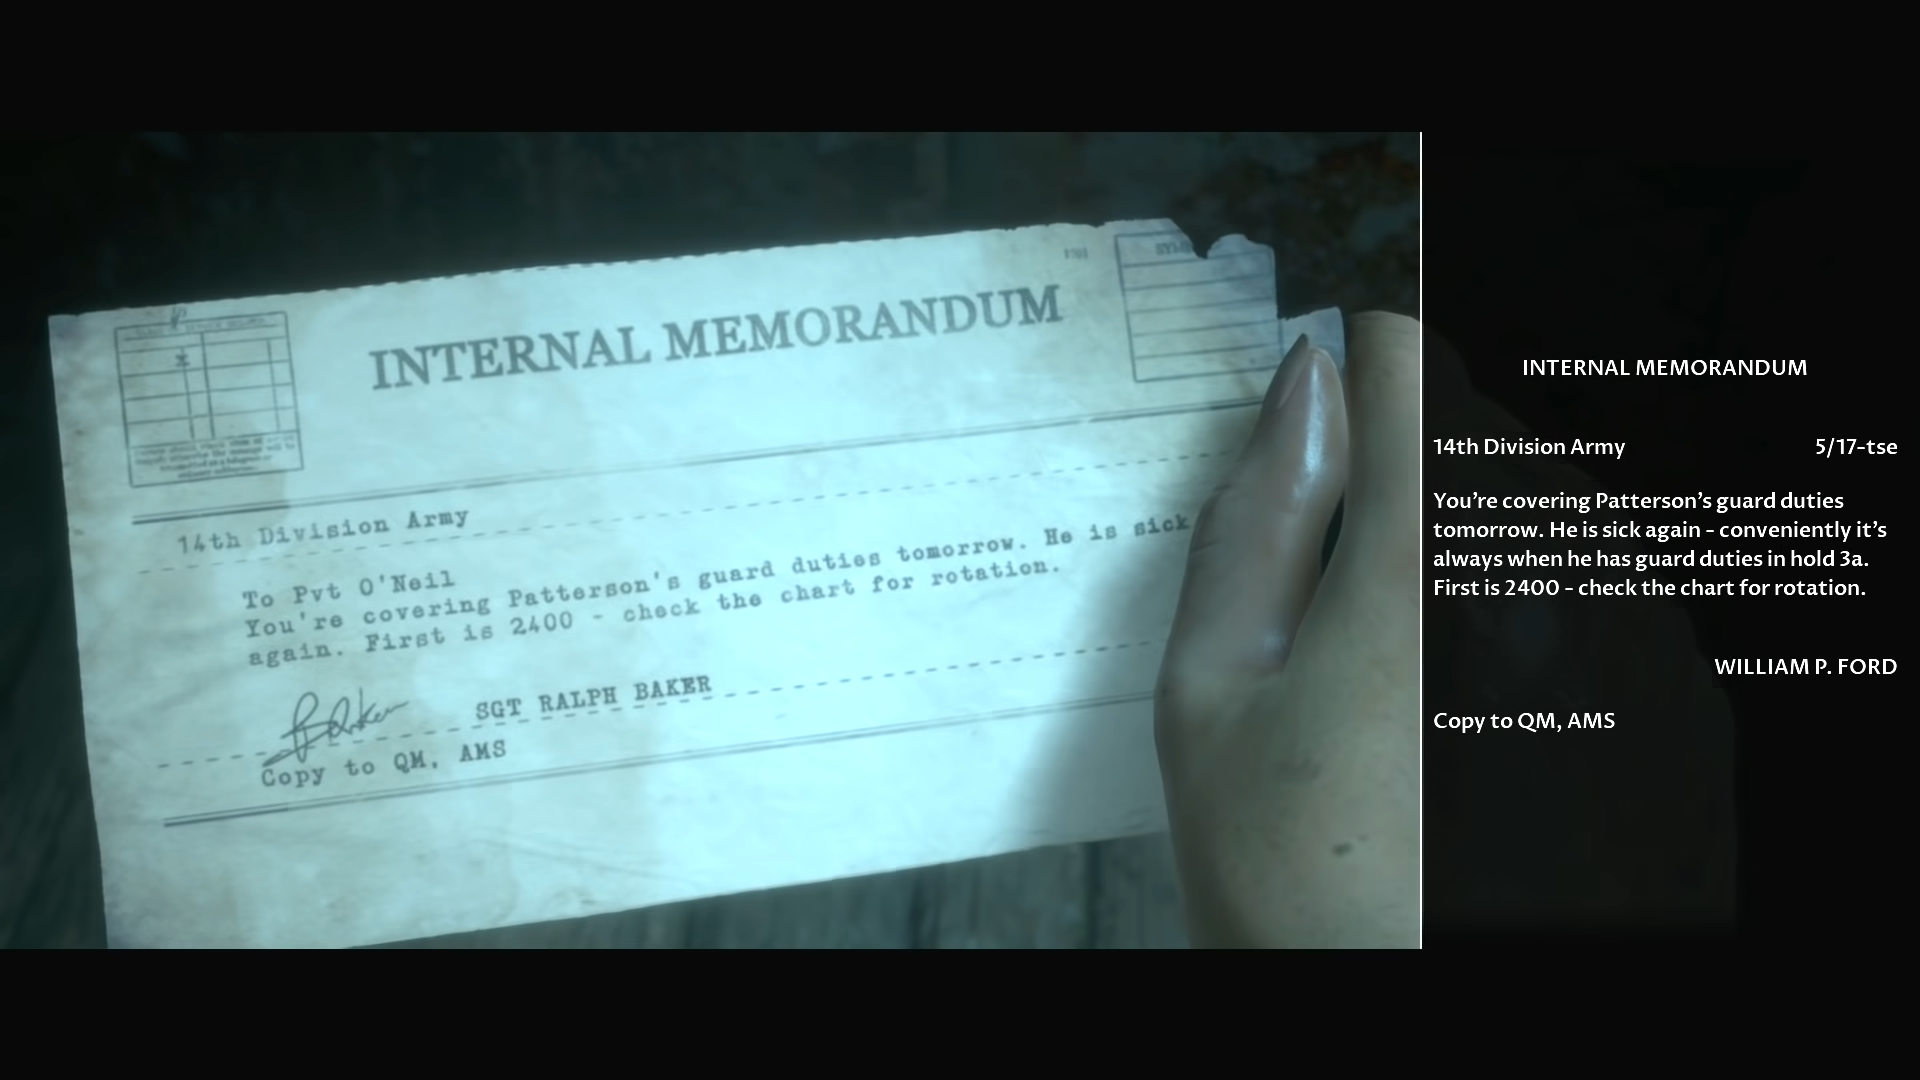 INTERNAL MEMORANDUM
14th Division Army
To Pvt O'Neil
You're covering Patterson's guard duties tomorrow. He is sick
again. First is 2400 - check the chart for rotation.
SGT RALPH BAKER
Copy to QM, AMS
INTERNAL MEMORANDUM
14th Division Army 5/17-tse
You’re covering Patterson’s guard duties
tomorrow. He is sick again - conveniently it’s
always when he has guard duties in hold 3a.
First is 2400 - check the chart for rotation.
WILLIAM P. FORD
Copy to QM, AMS